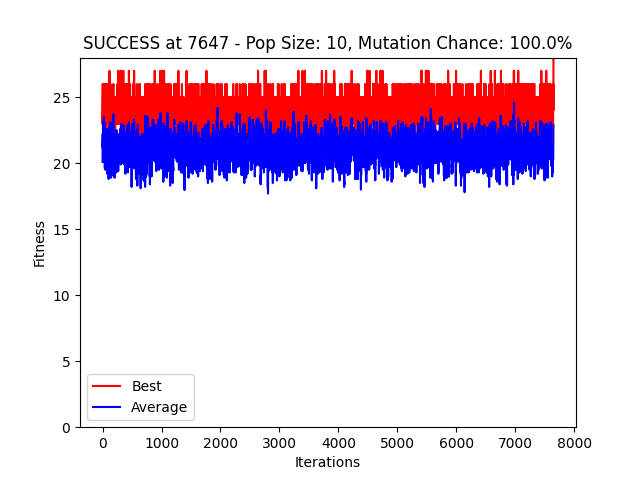 SUCCESS at 7647 - Pop Size: 10, Mutation Chance: 100.0%
25
20
15
10
5
0
Fitness
Best
Average
0 1000 2000 3000 4000 5000 6000 7000 8000
Iterations